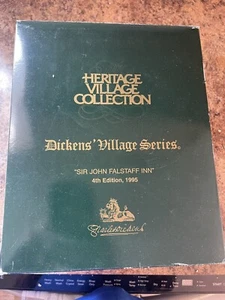 HERITAGE
VILLAGE
COLLECTION
Dickens' Village Series®
"SIR JOHN FALSTAFF INN"
4th Edition, 1995